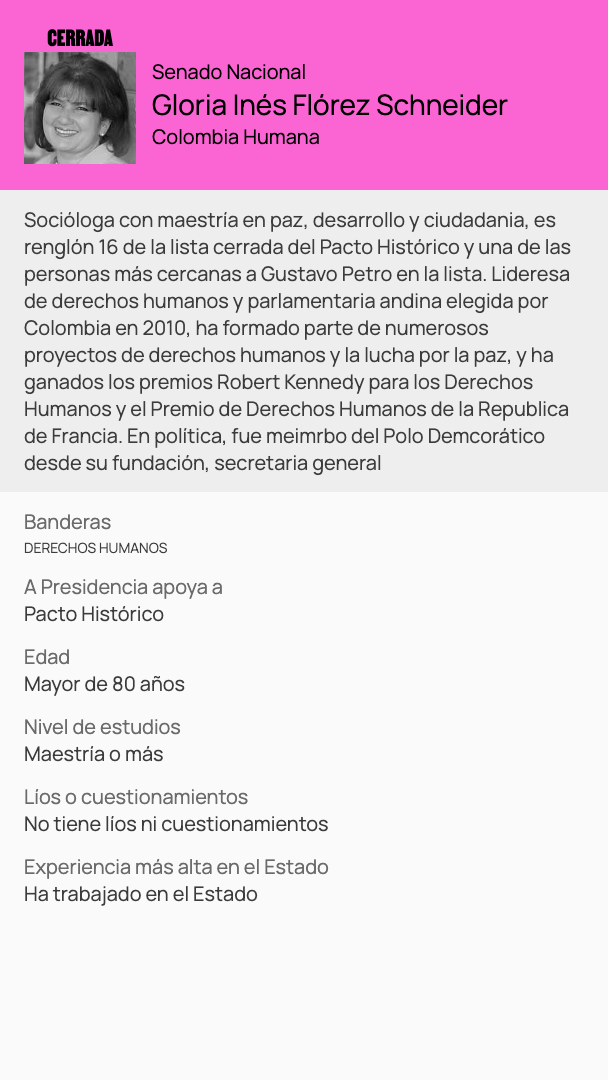 CERRADA
Senado Nacional
Gloria Inés Flórez Schneider
Colombia Humana
Socióloga con maestría en paz, desarrollo y ciudadania, es
renglón 16 de la lista cerrada del Pacto Histórico y una de las
personas más cercanas a Gustavo Petro en la lista. Lideresa
de derechos humanos y parlamentaria andina elegida por
Colombia en 2010, ha formado parte de numerosos
proyectos de derechos humanos y la lucha por la paz, y ha
ganados los premios Robert Kennedy para los Derechos
Humanos y el Premio de Derechos Humanos de la Republica
de Francia. En política, fue meimrbo del Polo Demcorático
desde su fundación, secretaria general
Banderas
DERECHOS HUMANOS
A Presidencia apoya a
Pacto Histórico
Edad
Mayor de 80 años
Nivel de estudios
Maestría o más
Líos o cuestionamientos
No tiene líos ni cuestionamientos
Experiencia más alta en el Estado
Ha trabajado en el Estado